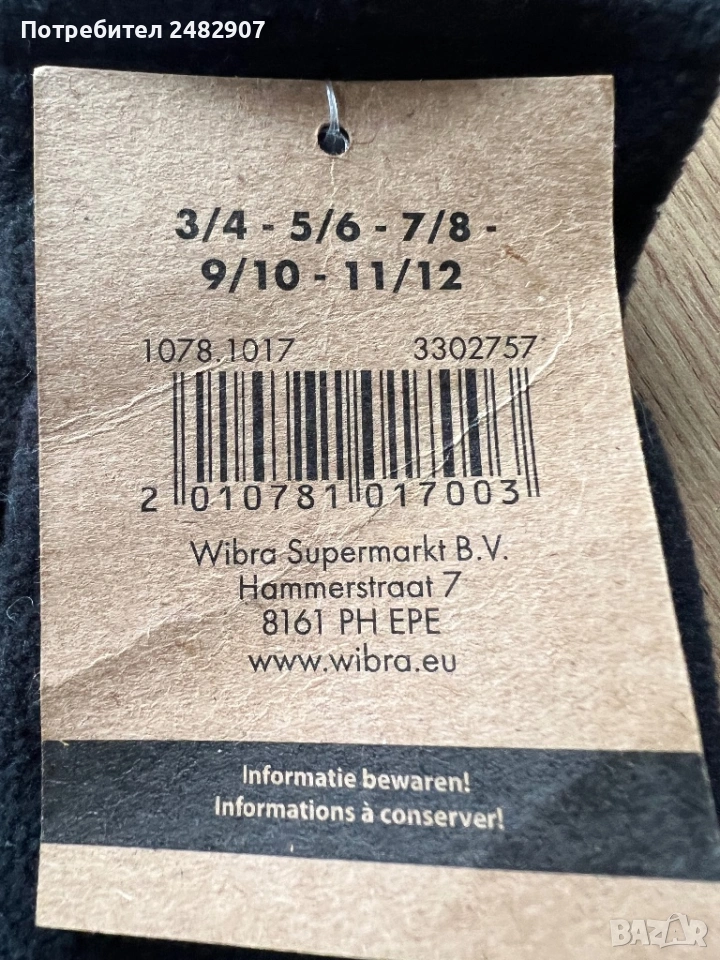 Потребител 2482907
3/4 - 5/6 - 7/8 -
9/10 - 11/12
1078.1017 3302757
2 010781 017003
Wibra Supermarkt B.V.
Hammerstraat 7
8161 PH EPE
www.wibra.eu
Informatie bewaren!
Informations à conserver!
BAZAR